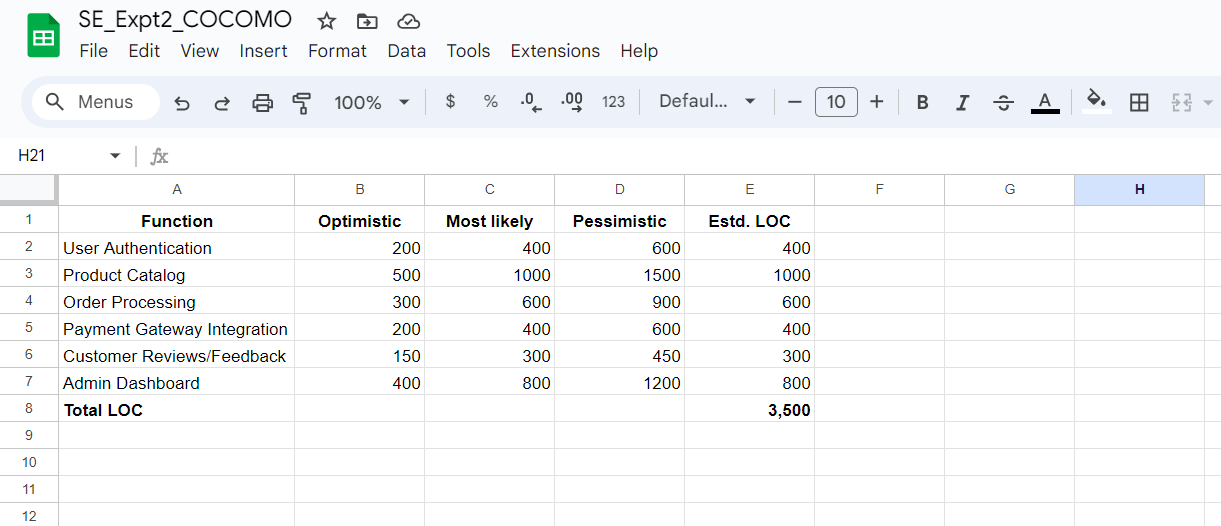 SE_Expt2_COCOMO
File Edit View Insert Format Data Tools Extensions Help
Menus 100% $ % .0 .00 123 Defaul... − 10 + B I S A
H21 fx
A B C D E F G H
1 Function Optimistic Most likely Pessimistic Estd. LOC
2 User Authentication 200 400 600 400
3 Product Catalog 500 1000 1500 1000
4 Order Processing 300 600 900 600
5 Payment Gateway Integration 200 400 600 400
6 Customer Reviews/Feedback 150 300 450 300
7 Admin Dashboard 400 800 1200 800
8 Total LOC 3,500
9
10
11
12